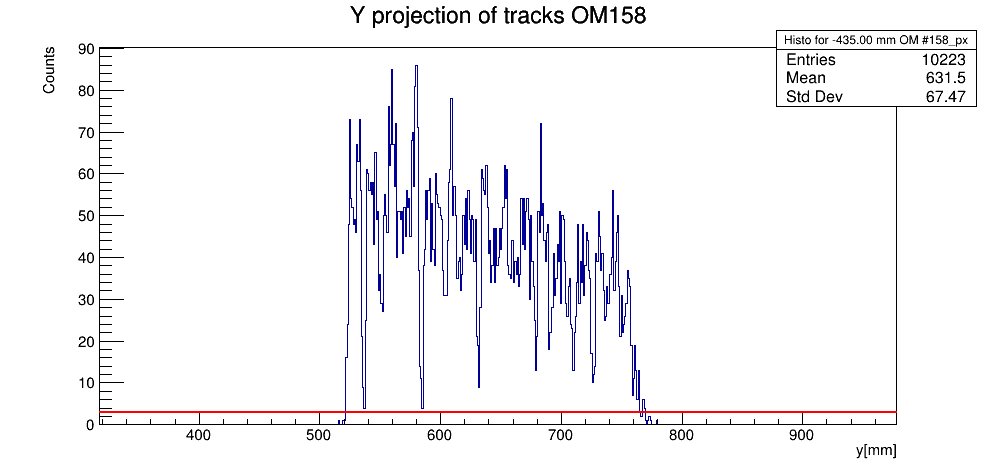 Y projection of tracks OM158
Histo for -435.00 mm OM #158_px
Entries 10223
Mean 631.5
Std Dev 67.47
Counts
90
80
70
60
50
40
30
20
10
0
400 500 600 700 800 900
y[mm]